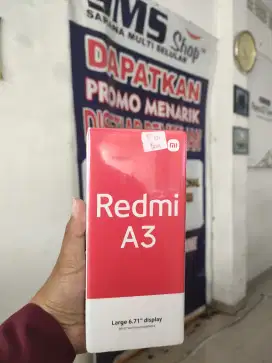 SMS Shop
SARANA MULTI SELULAR
DAPATKAN
PROMO MENARIK
mi
Redmi
A3
Large 6.71" display